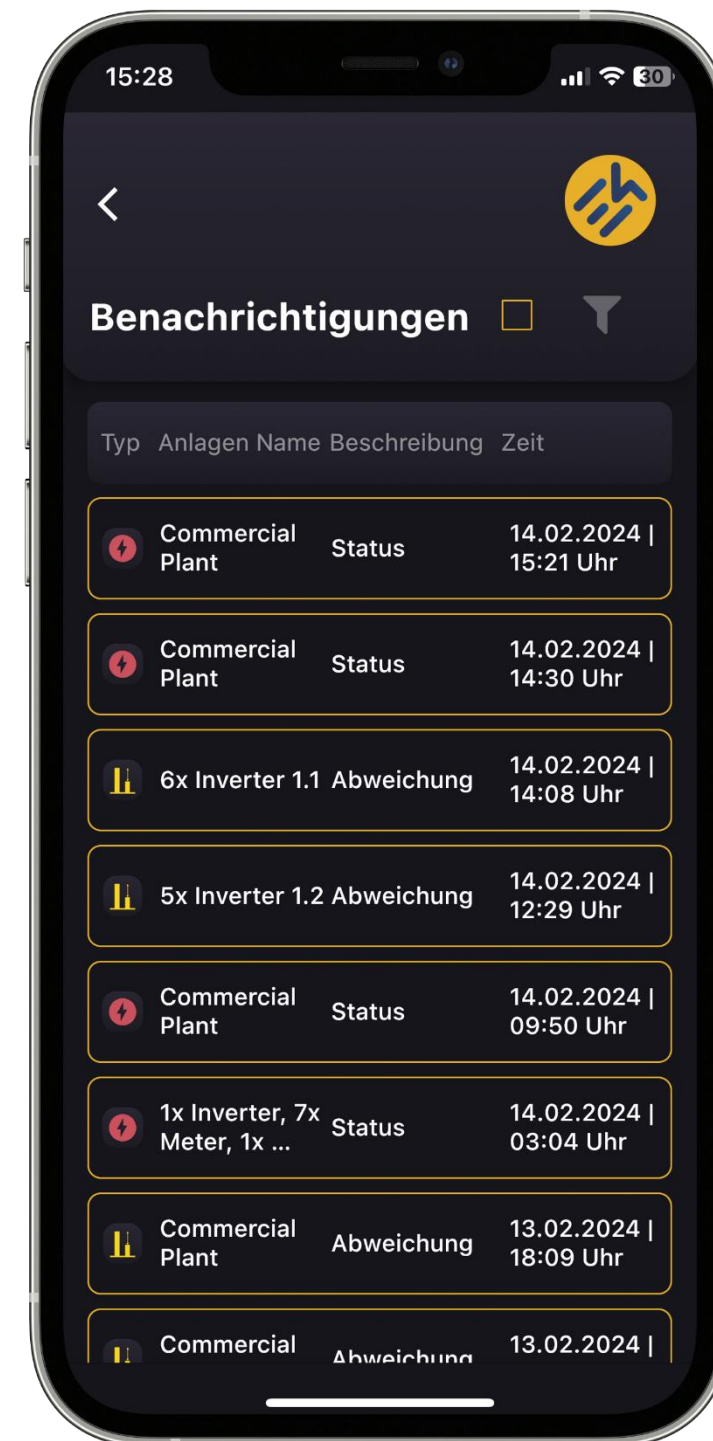 15:28
30
Benachrichtigungen
Typ Anlagen Name Beschreibung Zeit
Commercial
Plant
Status
14.02.2024 |
15:21 Uhr
Commercial
Plant
Status
14.02.2024 |
14:30 Uhr
6x Inverter 1.1
Abweichung
14.02.2024 |
14:08 Uhr
5x Inverter 1.2
Abweichung
14.02.2024 |
12:29 Uhr
Commercial
Plant
Status
14.02.2024 |
09:50 Uhr
1x Inverter, 7x
Meter, 1x ...
Status
14.02.2024 |
03:04 Uhr
Commercial
Plant
Abweichung
13.02.2024 |
18:09 Uhr
Commercial
Abweichung
13.02.2024 |